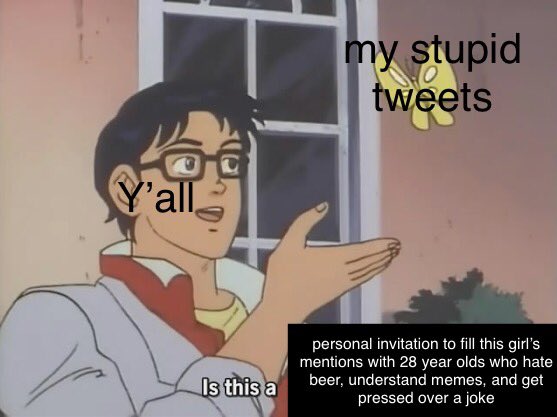 my stupid
tweets
Y'all
Is this a
personal invitation to fill this girl's
mentions with 28 year olds who hate
beer, understand memes, and get
pressed over a joke